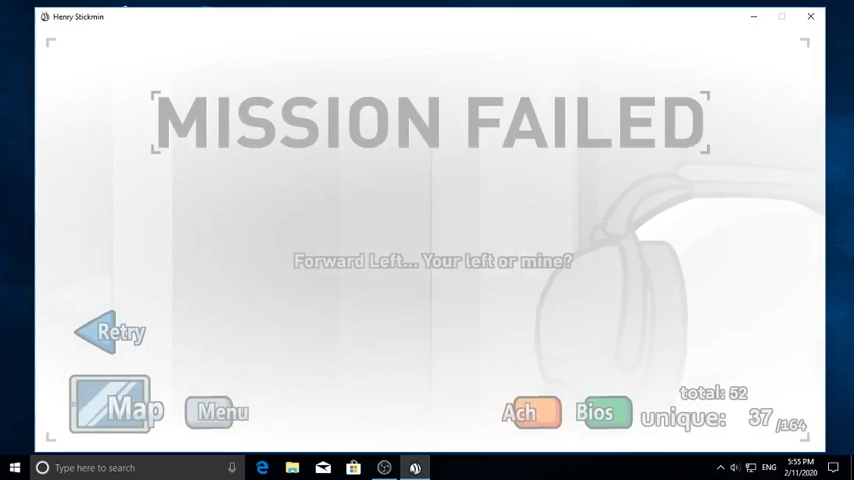 Henry Stickmin
MISSION FAILED
Forward Left... Your left or mine?
Retry
Map
Menu
Ach
Bios
total: 52
unique: 37 /164
Type here to search
ENG
5:55 PM
2/11/2020